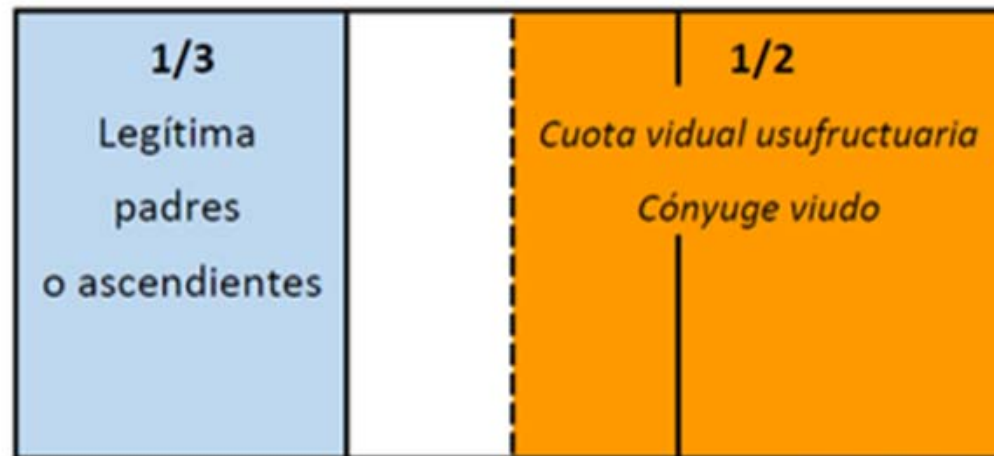 1/3
Legítima
padres
o ascendientes
1/2
Cuota vidual usufructuaria
Cónyuge viudo